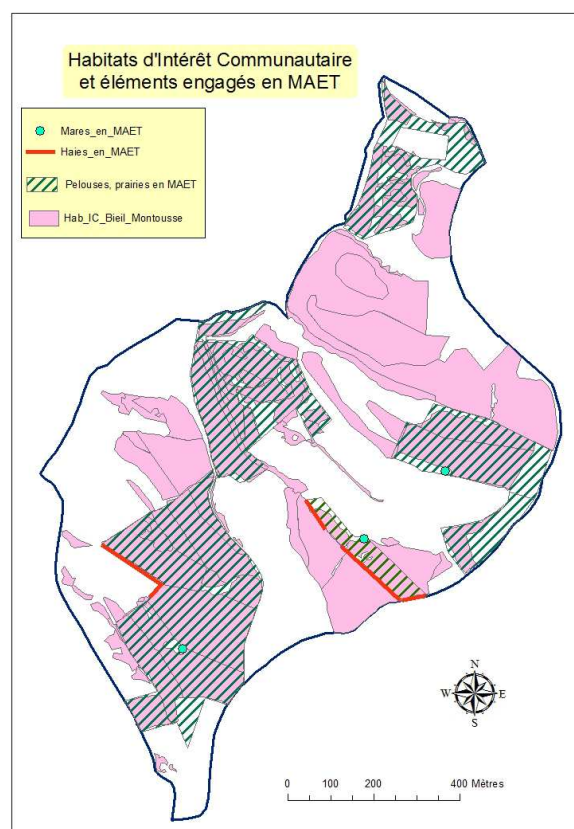 Habitats d'Intérêt Communautaire
et éléments engagés en MAET
Mares_en_MAET
Haies_en_MAET
Pelouses, prairies en MAET
Hab_IC_Bieil_Montousse
N
W E
S
0 100 200 400 Mètres